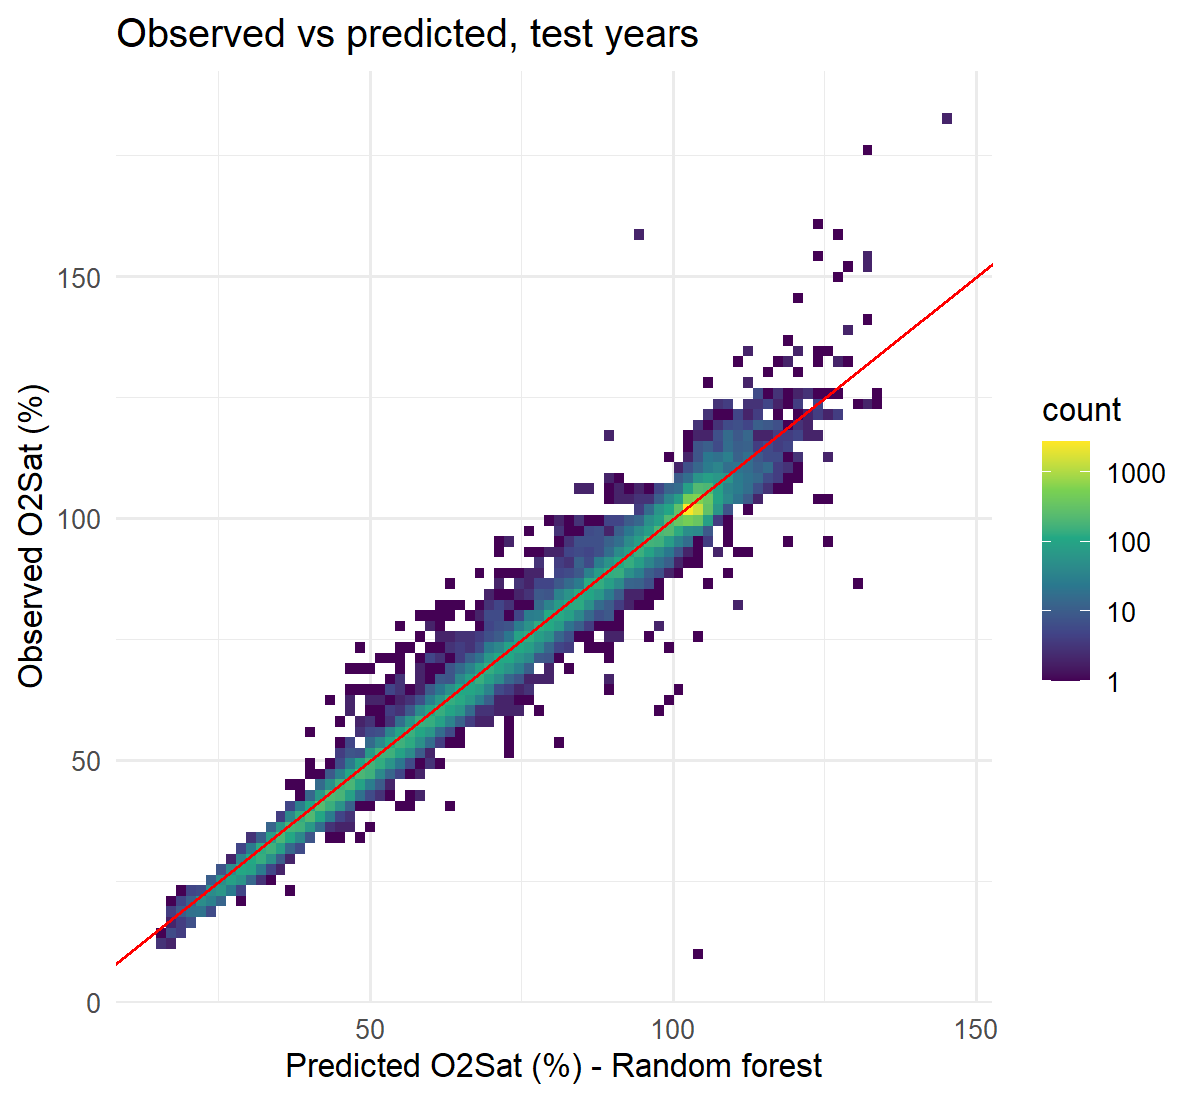 Observed vs predicted, test years
Observed O2Sat (%)
150
100
50
0
50
100
150
Predicted O2Sat (%) - Random forest
count
1000
100
10
1